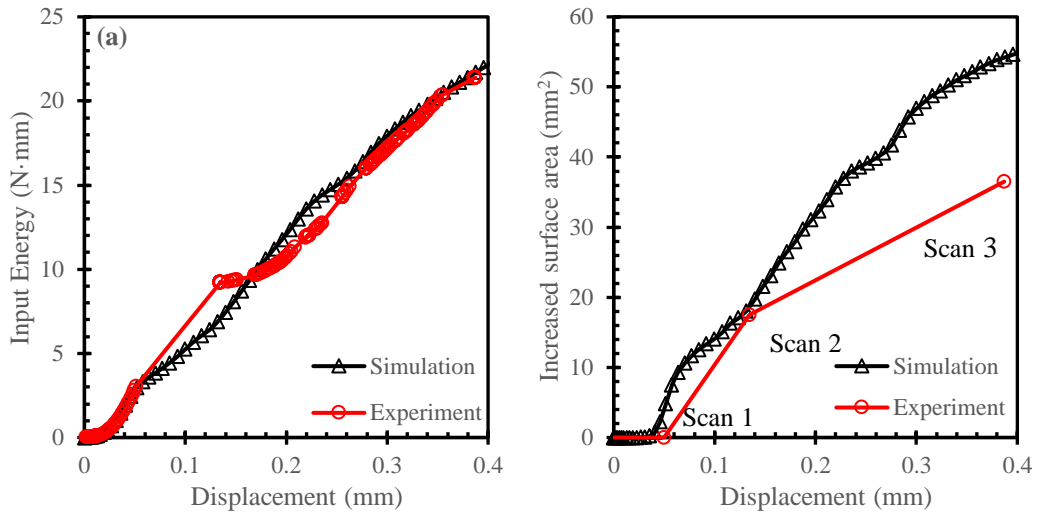 (a)
Input Energy (N·mm)
25
20
15
10
5
0
0
0.1
0.2
0.3
0.4
Displacement (mm)
Simulation
Experiment
Increased surface area (mm²)
60
50
40
30
20
10
0
0
0.1
0.2
0.3
0.4
Displacement (mm)
Scan 3
Scan 2
Scan 1
Simulation
Experiment